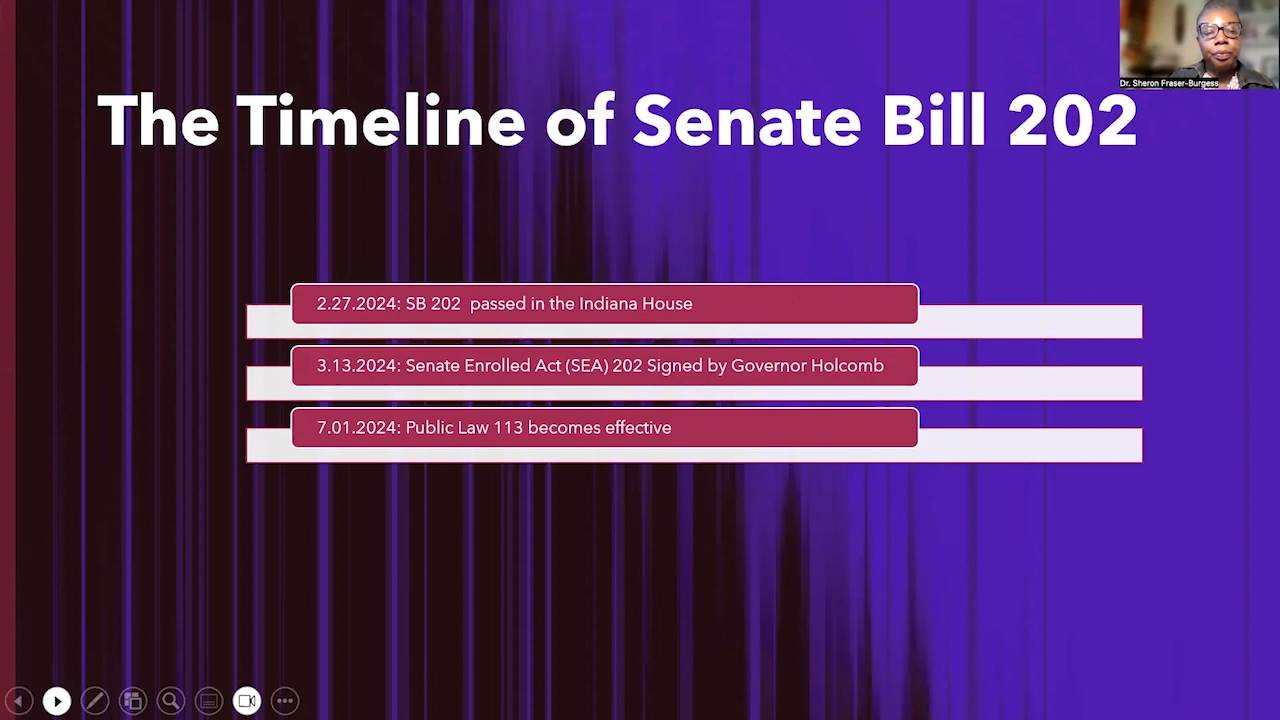 Dr. Sheron Fraser-Burgess
The Timeline of Senate Bill 202
2.27.2024: SB 202  passed in the Indiana House
3.13.2024: Senate Enrolled Act (SEA) 202 Signed by Governor Holcomb
7.01.2024: Public Law 113 becomes effective